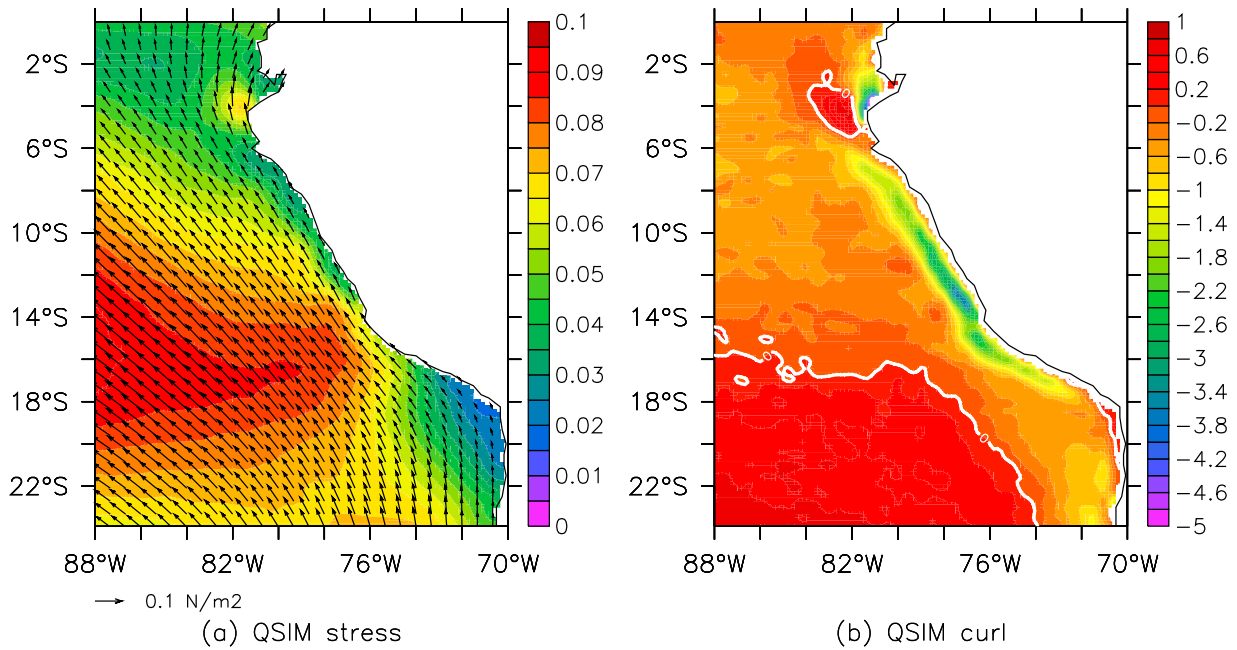 2°S
6°S
10°S
14°S
18°S
22°S
88°W 82°W 76°W 70°W
0.1
0.09
0.08
0.07
0.06
0.05
0.04
0.03
0.02
0.01
0
0.1 N/m2
(a) QSIM stress
2°S
6°S
10°S
14°S
18°S
22°S
88°W 82°W 76°W 70°W
0
0
0
1
0.6
0.2
−0.2
−0.6
−1
−1.4
−1.8
−2.2
−2.6
−3
−3.4
−3.8
−4.2
−4.6
−5
(b) QSIM curl